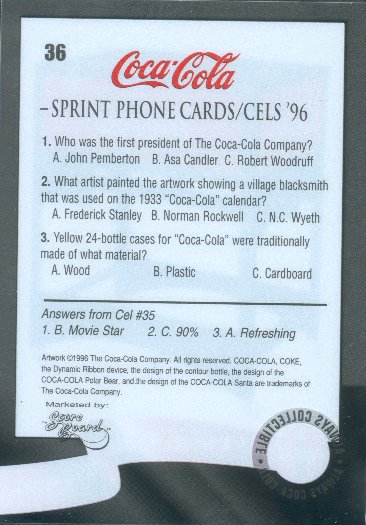 36
Coca-Cola
– SPRINT PHONE CARDS/CELS '96
1. Who was the first president of The Coca-Cola Company?
A. John Pemberton   B. Asa Candler   C. Robert Woodruff
2. What artist painted the artwork showing a village blacksmith
that was used on the 1933 “Coca-Cola” calendar?
A. Frederick Stanley   B. Norman Rockwell   C. N.C. Wyeth
3. Yellow 24-bottle cases for “Coca-Cola” were traditionally
made of what material?
A. Wood   B. Plastic   C. Cardboard
Answers from Cel #35
1. B. Movie Star   2. C. 90%   3. A. Refreshing
Artwork ©1996 The Coca-Cola Company. All rights reserved. COCA-COLA, COKE,
the Dynamic Ribbon device, the design of the contour bottle, the design of the
COCA-COLA Polar Bear, and the design of the COCA-COLA Santa are trademarks of
The Coca-Cola Company.
Marketed by:
Score
Board
ALWAYS COLLECTIBLE
ALWAYS COCA-COLA